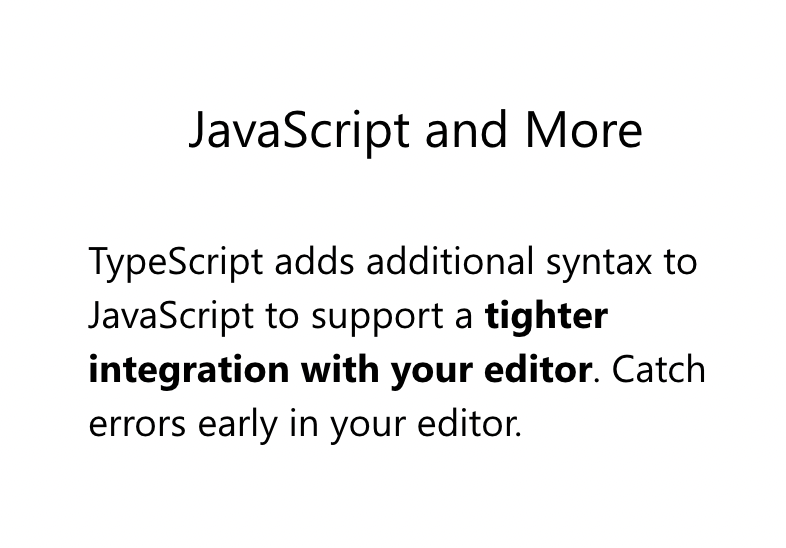 JavaScript and More
TypeScript adds additional syntax to
JavaScript to support a tighter
integration with your editor. Catch
errors early in your editor.